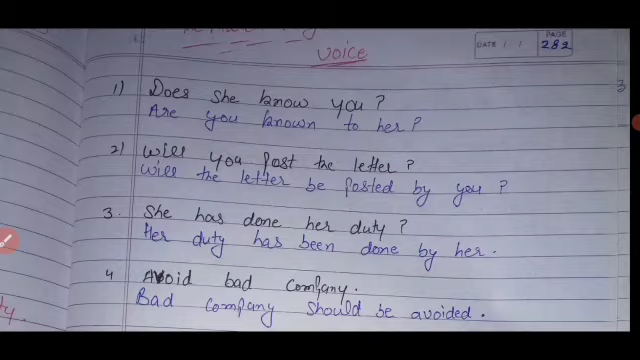 voice
DATE / /
PAGE
282
1) Does she know you?
Are you known to her?
2) Will you post the letter?
Will the letter be posted by you?
3. She has done her duty?
Her duty has been done by her.
4 Avoid bad company.
Bad company should be avoided.
3